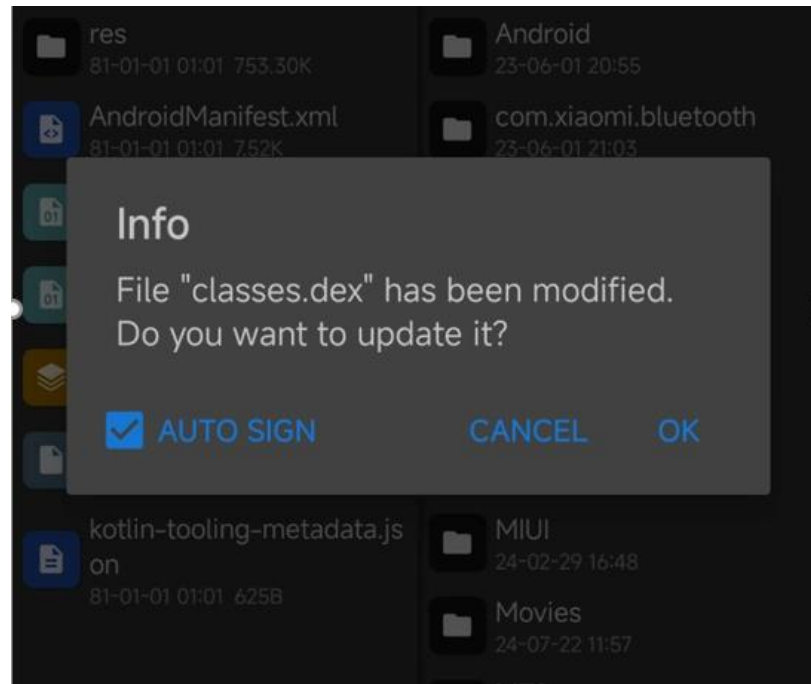 res
81-01-01 01:01 753.30K
AndroidManifest.xml
81-01-01 01:01 7.52K
Android
23-06-01 20:55
com.xiaomi.bluetooth
23-06-01 21:03
Info
File "classes.dex" has been modified.
Do you want to update it?
AUTO SIGN
CANCEL
OK
kotlin-tooling-metadata.js
on
81-01-01 01:01 625B
MIUI
24-02-29 16:48
Movies
24-07-22 11:57